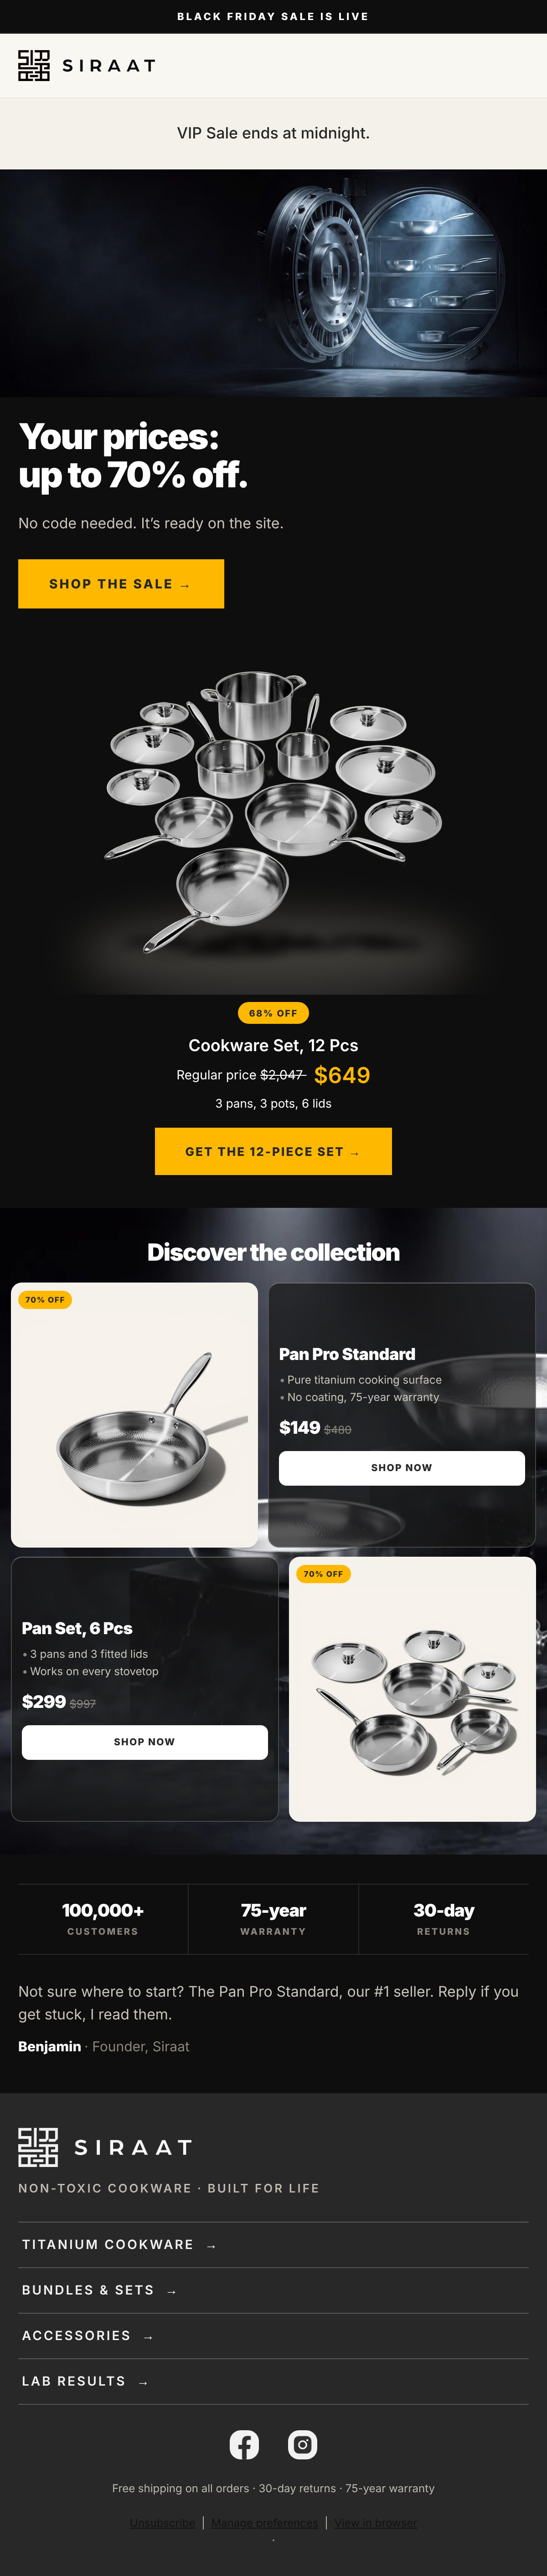 BLACK FRIDAY SALE IS LIVE
SIRAAT
VIP Sale ends at midnight.
Your prices:
up to 70% off.
No code needed. It's ready on the site.
SHOP THE SALE →
68% OFF
Cookware Set, 12 Pcs
Regular price $2,047 $649
3 pans, 3 pots, 6 lids
GET THE 12-PIECE SET →
Discover the collection
70% OFF
Pan Pro Standard
• Pure titanium cooking surface
• No coating, 75-year warranty
$149 $480
SHOP NOW
Pan Set, 6 Pcs
• 3 pans and 3 fitted lids
• Works on every stovetop
$299 $997
SHOP NOW
70% OFF
100,000+
CUSTOMERS
75-year
WARRANTY
30-day
RETURNS
Not sure where to start? The Pan Pro Standard, our #1 seller. Reply if you
get stuck, I read them.
Benjamin · Founder, Siraat
SIRAAT
NON-TOXIC COOKWARE · BUILT FOR LIFE
TITANIUM COOKWARE →
BUNDLES & SETS →
ACCESSORIES →
LAB RESULTS →
Free shipping on all orders · 30-day returns · 75-year warranty
Unsubscribe | Manage preferences | View in browser
.